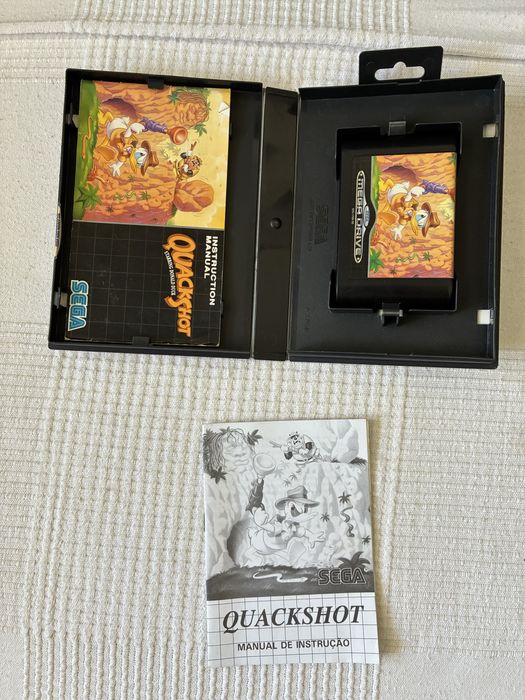 INSTRUCTION
MANUAL
QUACKSHOT
STARRING DONALD DUCK
SEGA
SEGA
MEGA DRIVE
SEGA
QUACKSHOT
MANUAL DE INSTRUÇÃO